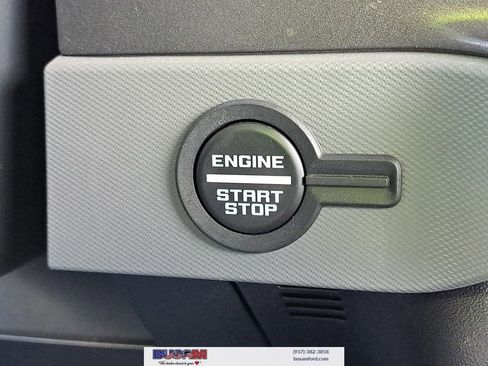 ENGINE
START
STOP
BUSAM
(937)-382-3858
busamford.com